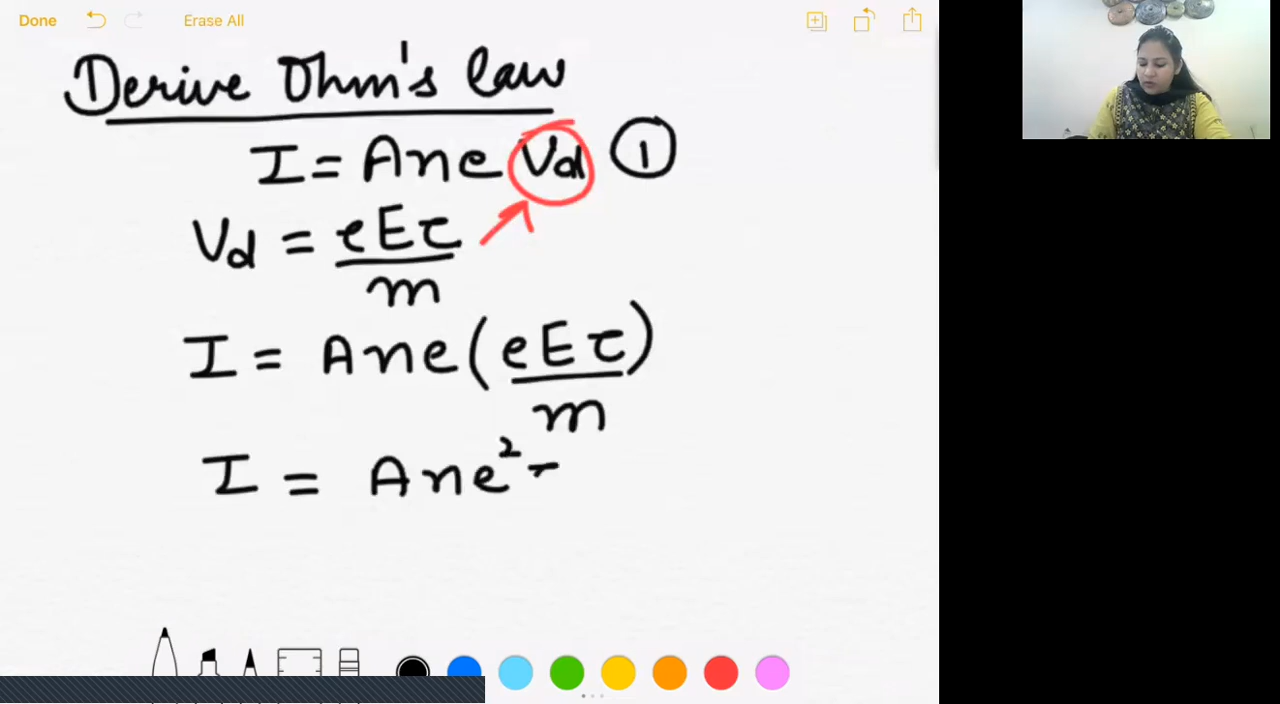 Done Erase All
Derive Ohm's law
I = Ane Vd ①
Vd = eEτ/m
I = Ane(eEτ/m)
I = Ane²